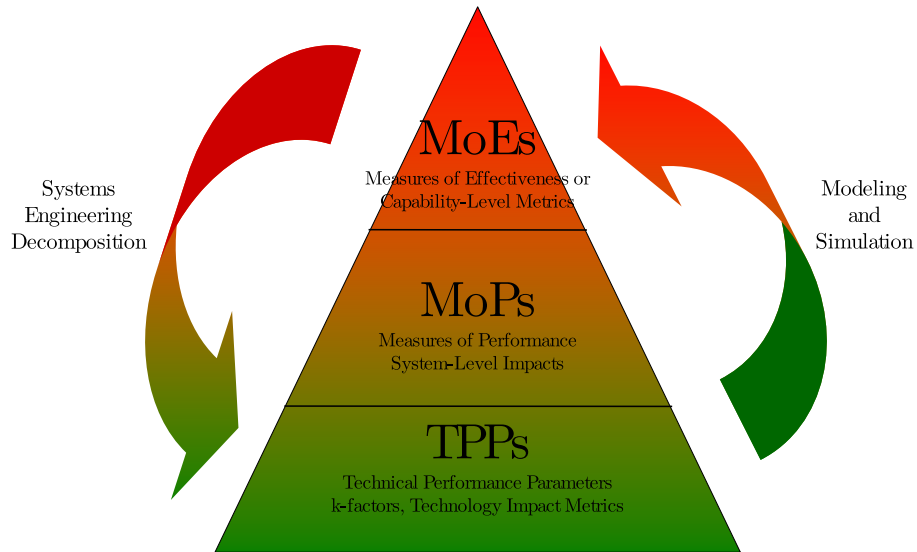 MoEs
Measures of Effectiveness or
Capability-Level Metrics
Systems
Engineering
Decomposition
Modeling
and
Simulation
MoPs
Measures of Performance
System-Level Impacts
TPPs
Technical Performance Parameters
k-factors, Technology Impact Metrics